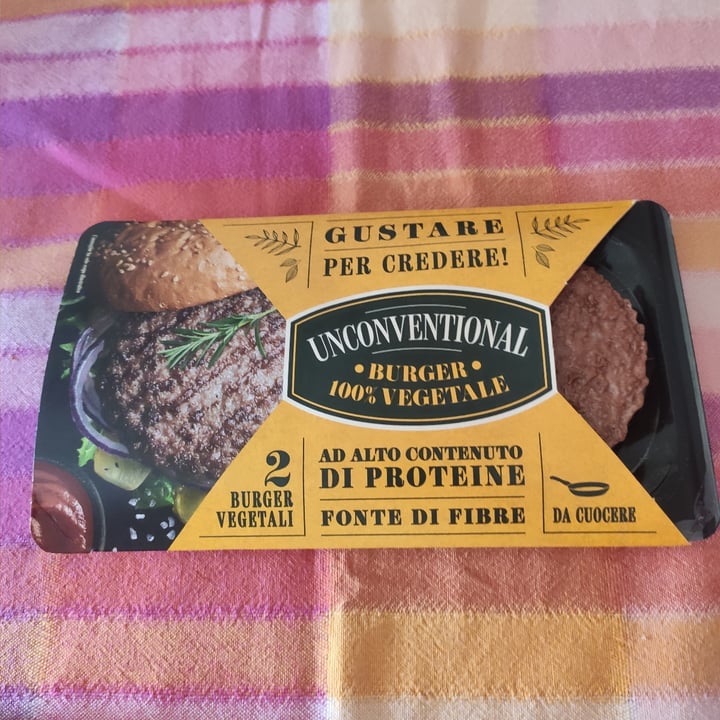 GUSTARE
PER CREDERE!
UNCONVENTIONAL
• BURGER •
100% VEGETALE
2
BURGER
VEGETALI
AD ALTO CONTENUTO
DI PROTEINE
FONTE DI FIBRE
DA CUOCERE